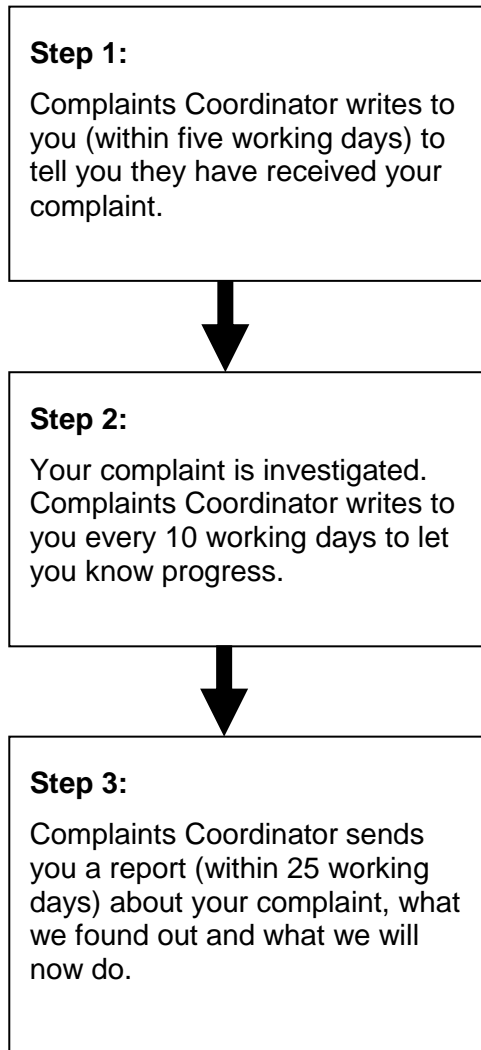 Step 1:
Complaints Coordinator writes to
you (within five working days) to
tell you they have received your
complaint.
Step 2:
Your complaint is investigated.
Complaints Coordinator writes to
you every 10 working days to let
you know progress.
Step 3:
Complaints Coordinator sends
you a report (within 25 working
days) about your complaint, what
we found out and what we will
now do.